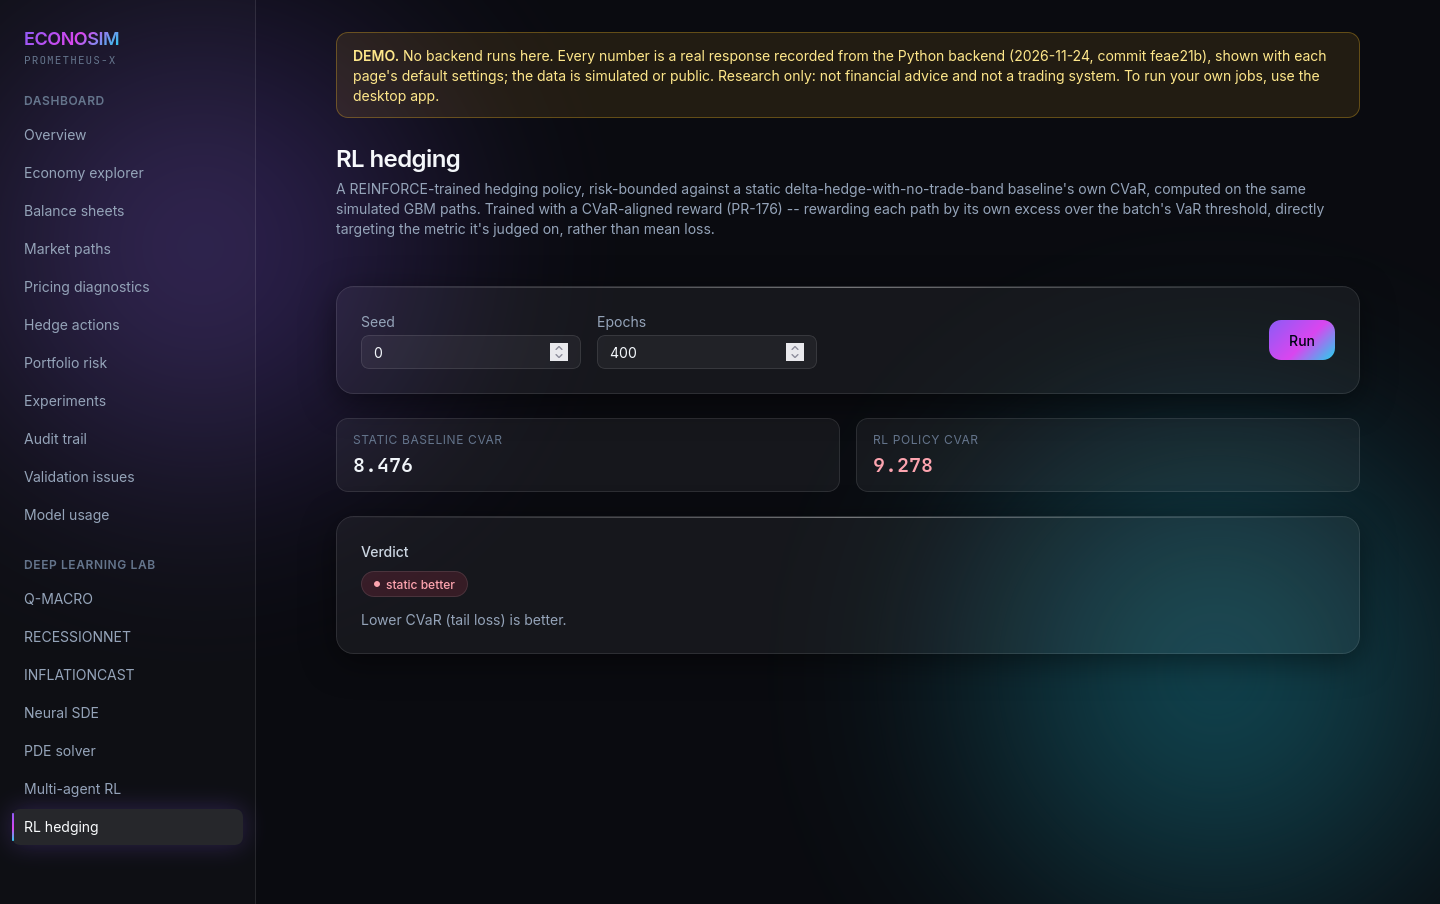 ECONOSIM
PROMETHEUS-X
DASHBOARD
Overview
Economy explorer
Balance sheets
Market paths
Pricing diagnostics
Hedge actions
Portfolio risk
Experiments
Audit trail
Validation issues
Model usage
DEEP LEARNING LAB
Q-MACRO
RECESSIONNET
INFLATIONCAST
Neural SDE
PDE solver
Multi-agent RL
RL hedging
DEMO. No backend runs here. Every number is a real response recorded from the Python backend (2026-11-24, commit feae21b), shown with each
page's default settings; the data is simulated or public. Research only: not financial advice and not a trading system. To run your own jobs, use the
desktop app.
RL hedging
A REINFORCE-trained hedging policy, risk-bounded against a static delta-hedge-with-no-trade-band baseline's own CVaR, computed on the same
simulated GBM paths. Trained with a CVaR-aligned reward (PR-176) -- rewarding each path by its own excess over the batch's VaR threshold, directly
targeting the metric it's judged on, rather than mean loss.
Seed
0
Epochs
400
Run
STATIC BASELINE CVAR
8.476
RL POLICY CVAR
9.278
Verdict
static better
Lower CVaR (tail loss) is better.